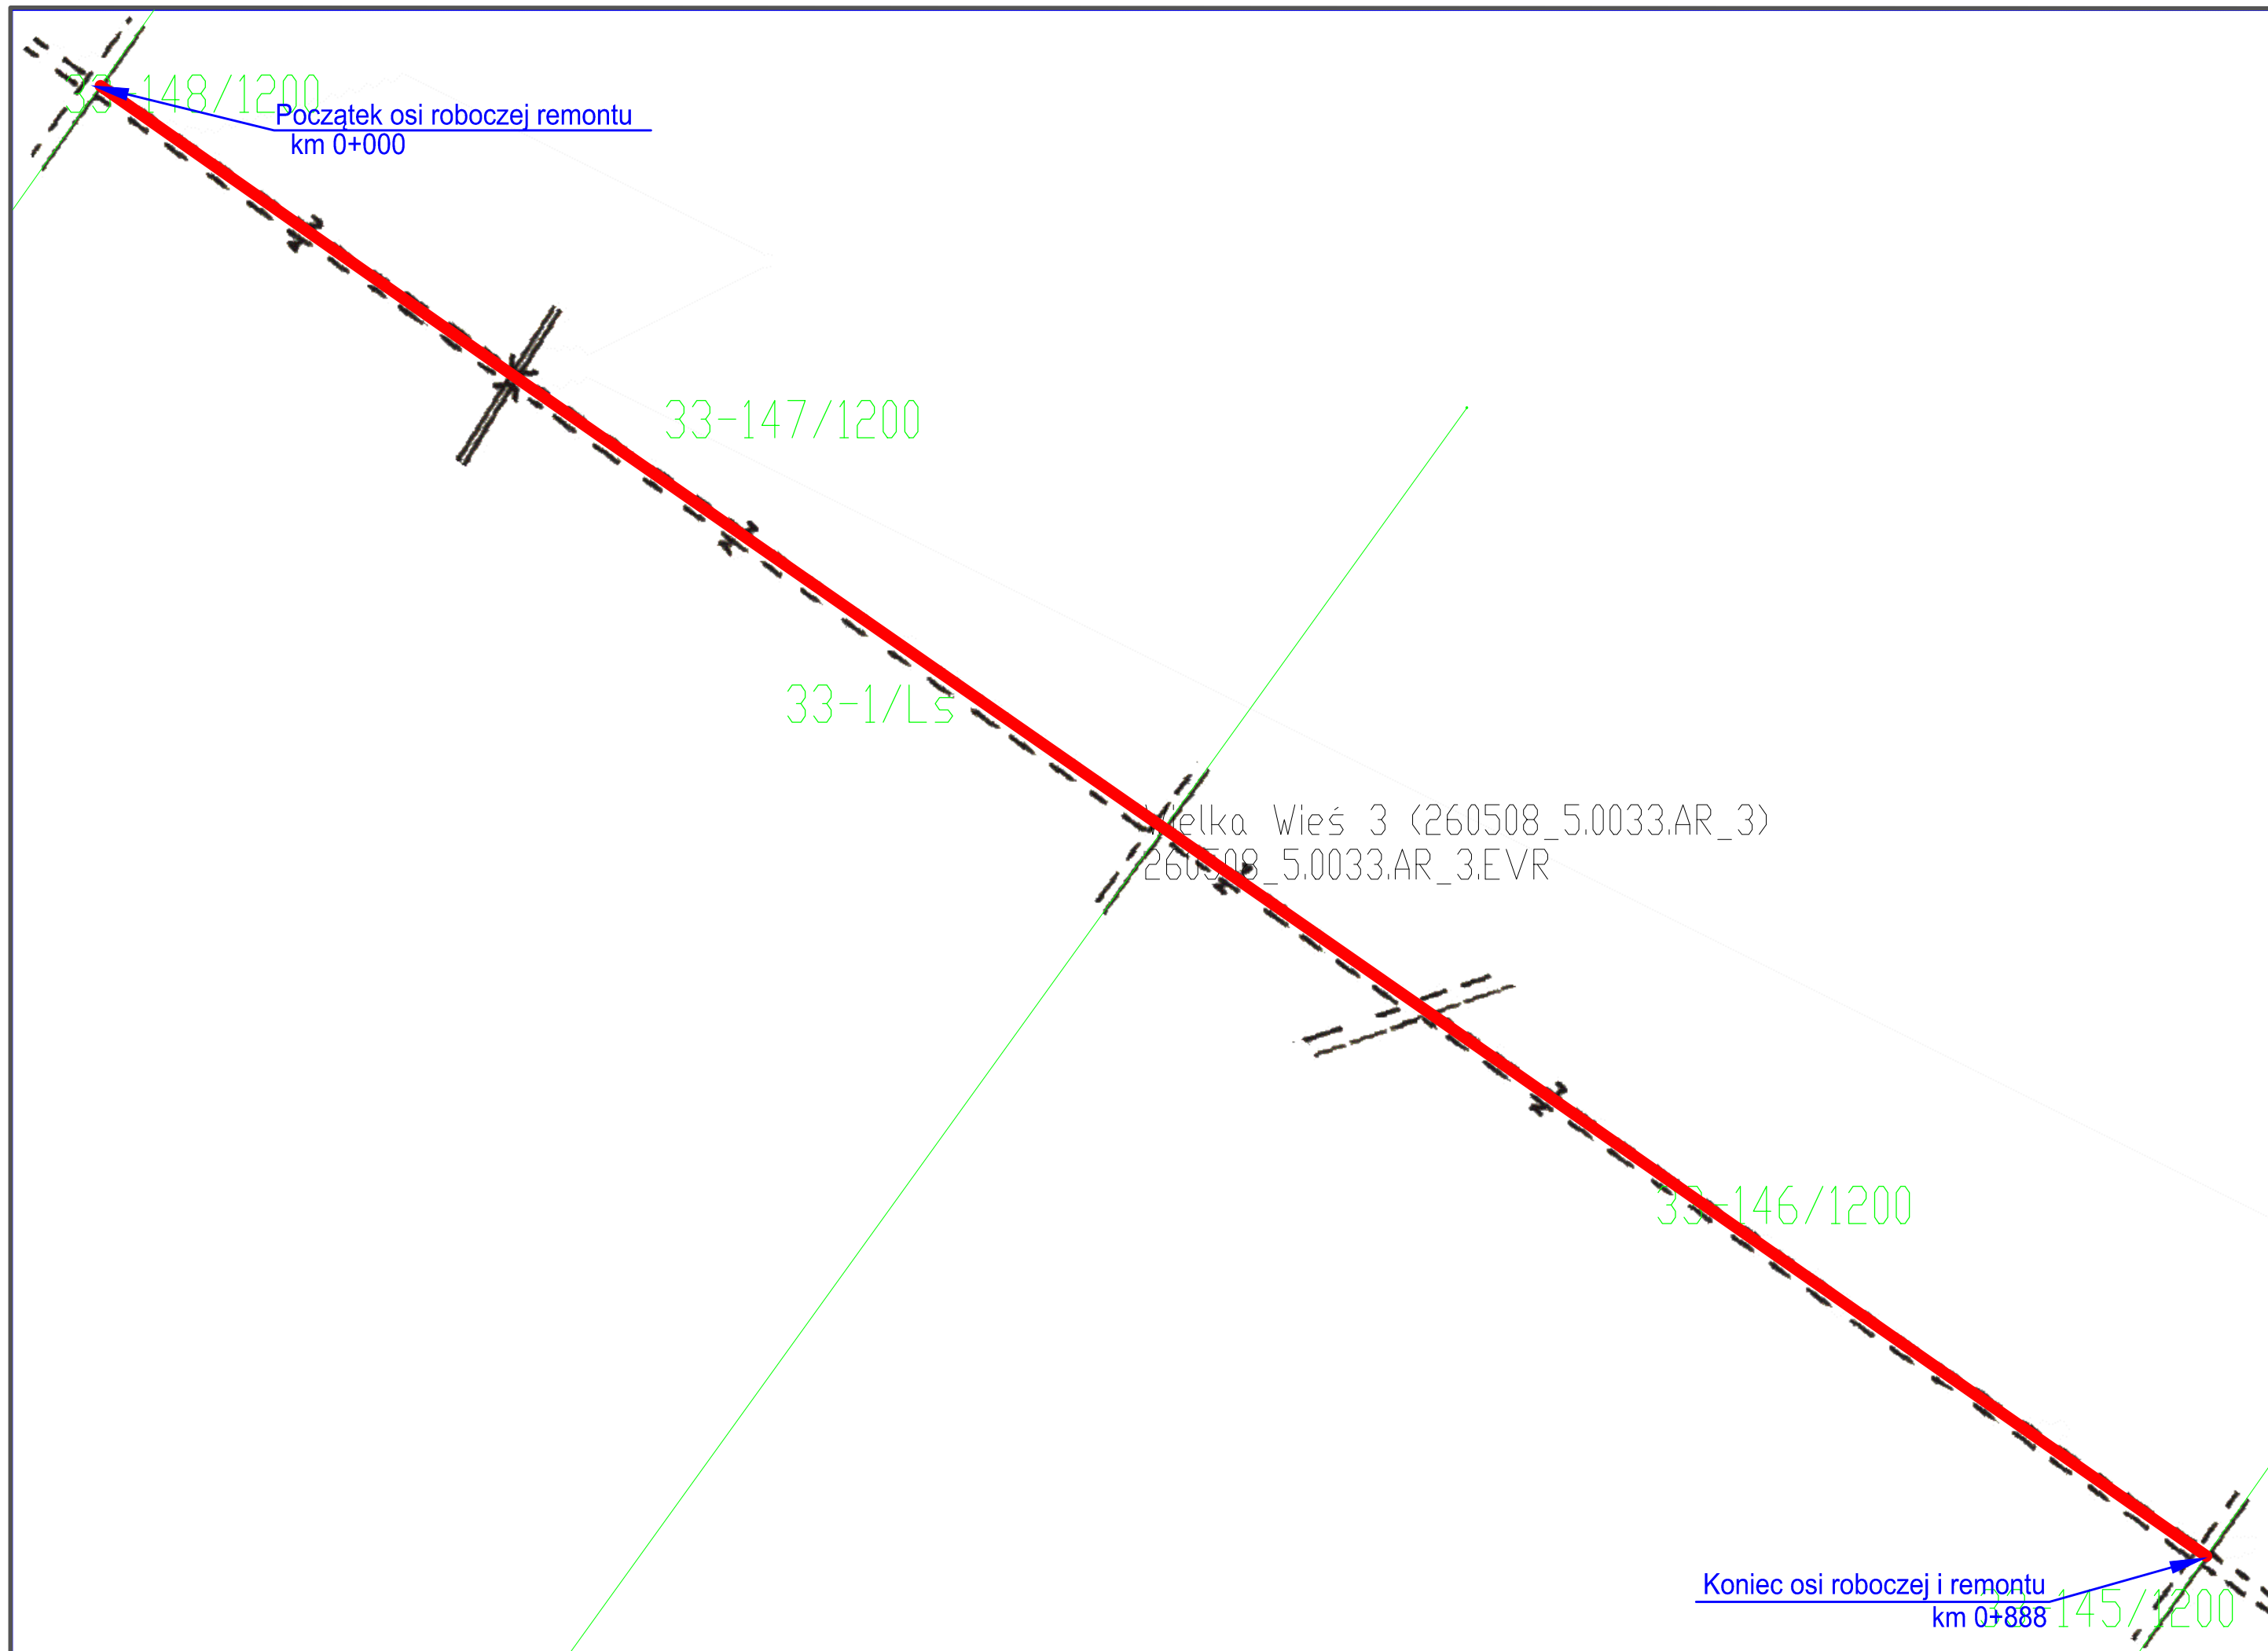 33-148/1200
Początek osi roboczej remontu
km 0+000
33-147/1200
33-1/Ls
Wielka Wieś 3 (260508_5.0033.AR_3)
260508_5.0033.AR_3.EVR
33-146/1200
Koniec osi roboczej i remontu
km 0+888
33-145/1200